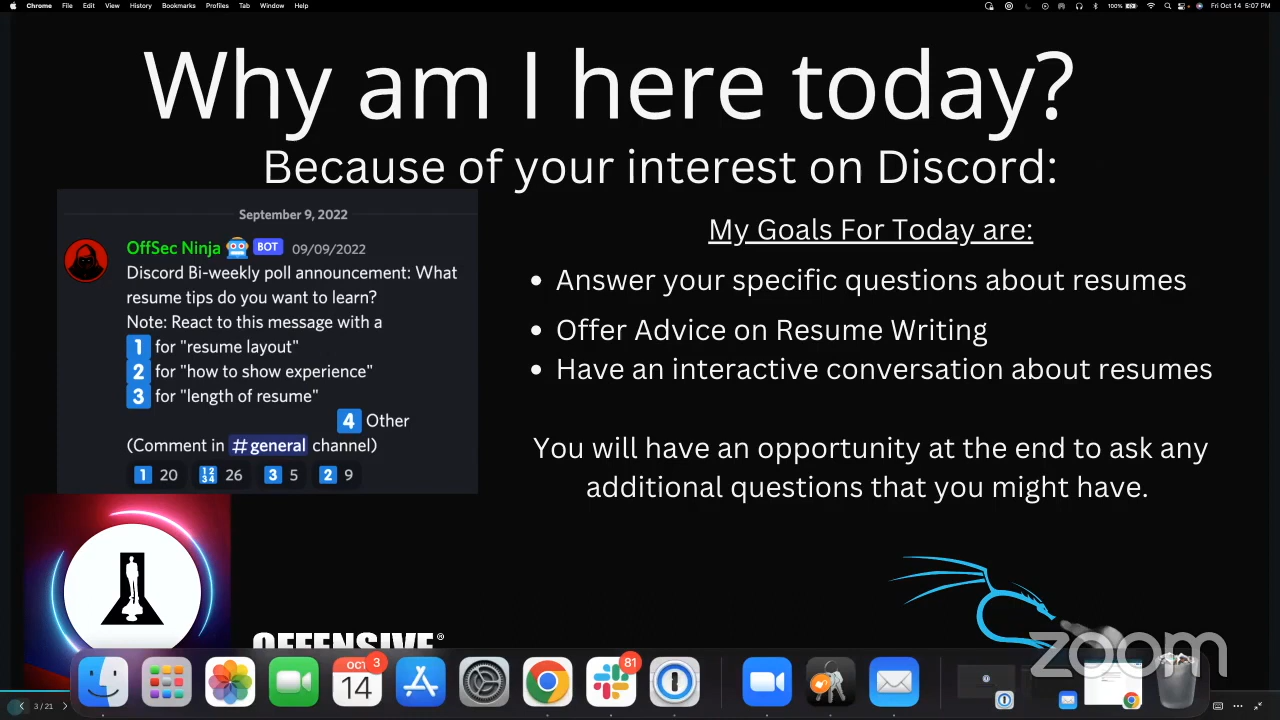 Chrome File Edit View History Bookmarks Profiles Tab Window Help 100% Fri Oct 14 5:07 PM
Why am I here today?
Because of your interest on Discord:
September 9, 2022
OffSec Ninja BOT 09/09/2022
Discord Bi-weekly poll announcement: What
resume tips do you want to learn?
Note: React to this message with a
1 for "resume layout"
2 for "how to show experience"
3 for "length of resume"
4 Other
(Comment in #general channel)
1 20 1234 26 3 5 2 9
My Goals For Today are:
• Answer your specific questions about resumes
• Offer Advice on Resume Writing
• Have an interactive conversation about resumes
You will have an opportunity at the end to ask any
additional questions that you might have.
OFFENSIVE®
zoom
OCT 3
14
81
3 / 21